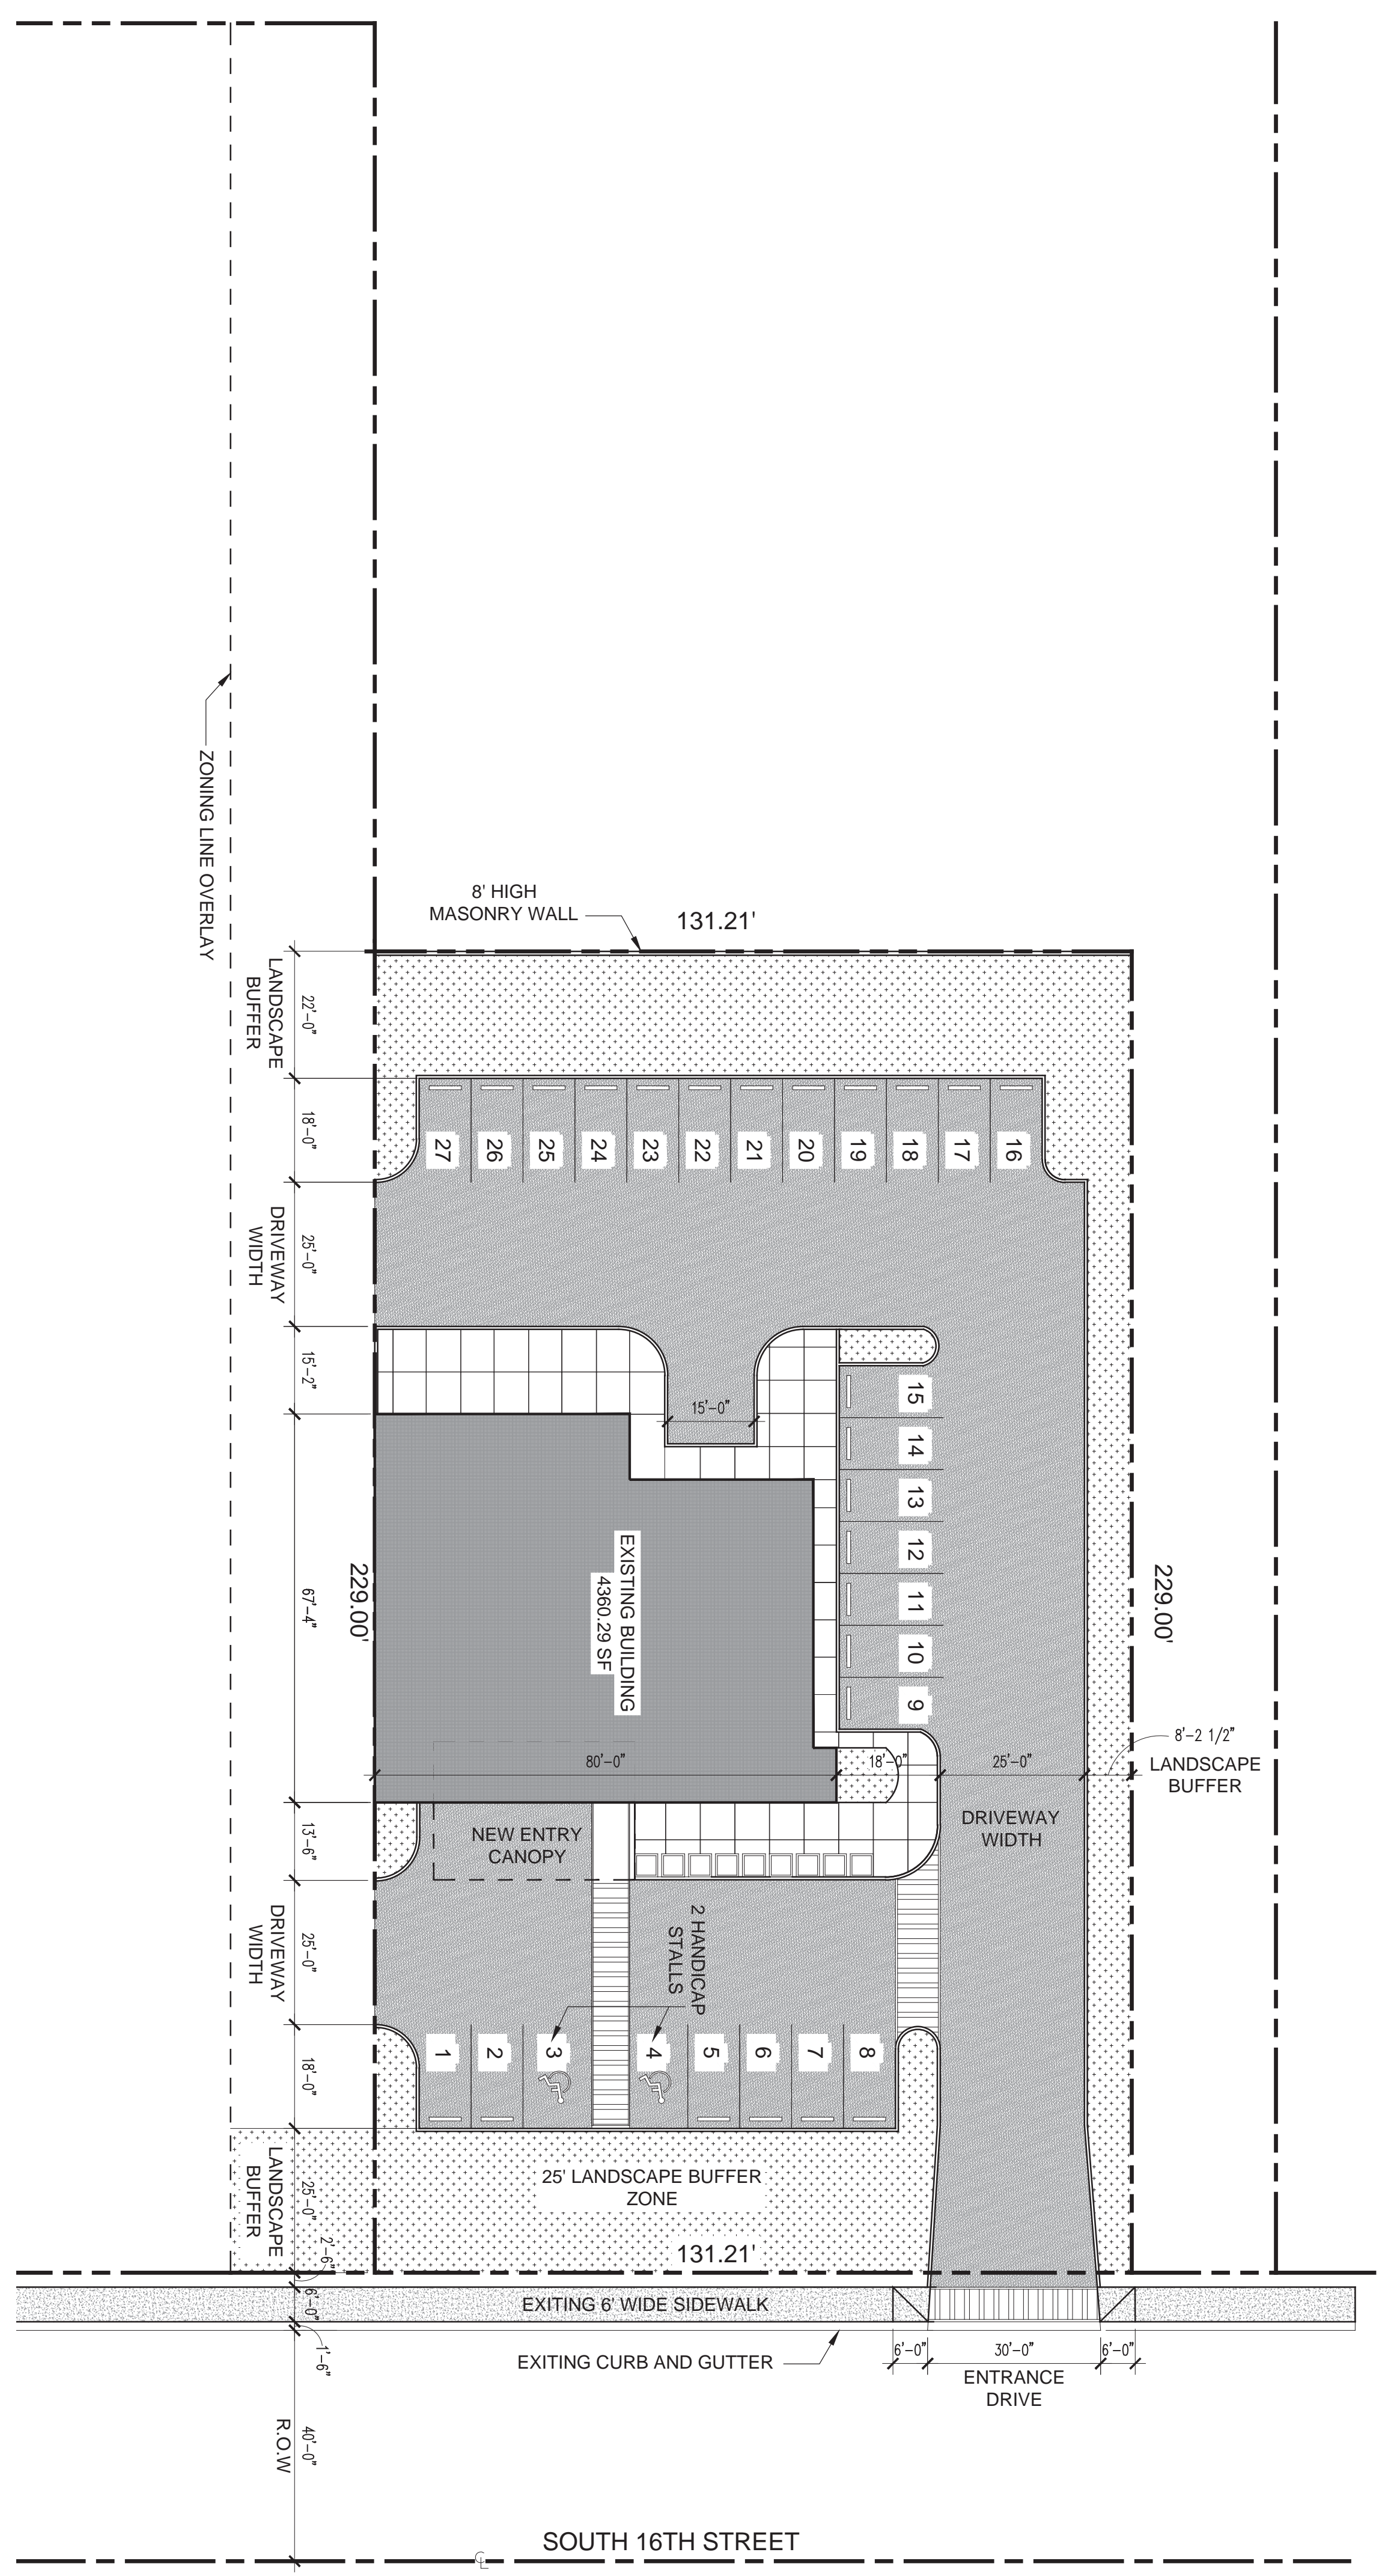 ZONING LINE OVERLAY
8' HIGH
MASONRY WALL
131.21'
LANDSCAPE
BUFFER
22'-0"
18'-0"
27
26
25
24
23
22
21
20
19
18
17
16
DRIVEWAY
WIDTH
25'-0"
15'-2"
15'-0"
15
14
13
12
11
10
9
229.00'
67'-4"
EXISTING BUILDING
4360.29 SF
229.00'
80'-0"
18'-0"
25'-0"
8'-2 1/2"
LANDSCAPE
BUFFER
13'-6"
NEW ENTRY
CANOPY
DRIVEWAY
WIDTH
DRIVEWAY
WIDTH
25'-0"
2 HANDICAP
STALLS
18'-0"
1
2
3
4
5
6
7
8
LANDSCAPE
BUFFER
25'-0"
25' LANDSCAPE BUFFER
ZONE
2'-6"
131.21'
6'-0"
EXITING 6' WIDE SIDEWALK
1'-6"
EXITING CURB AND GUTTER
6'-0"
30'-0"
6'-0"
ENTRANCE
DRIVE
40'-0"
R.O.W
SOUTH 16TH STREET
CL